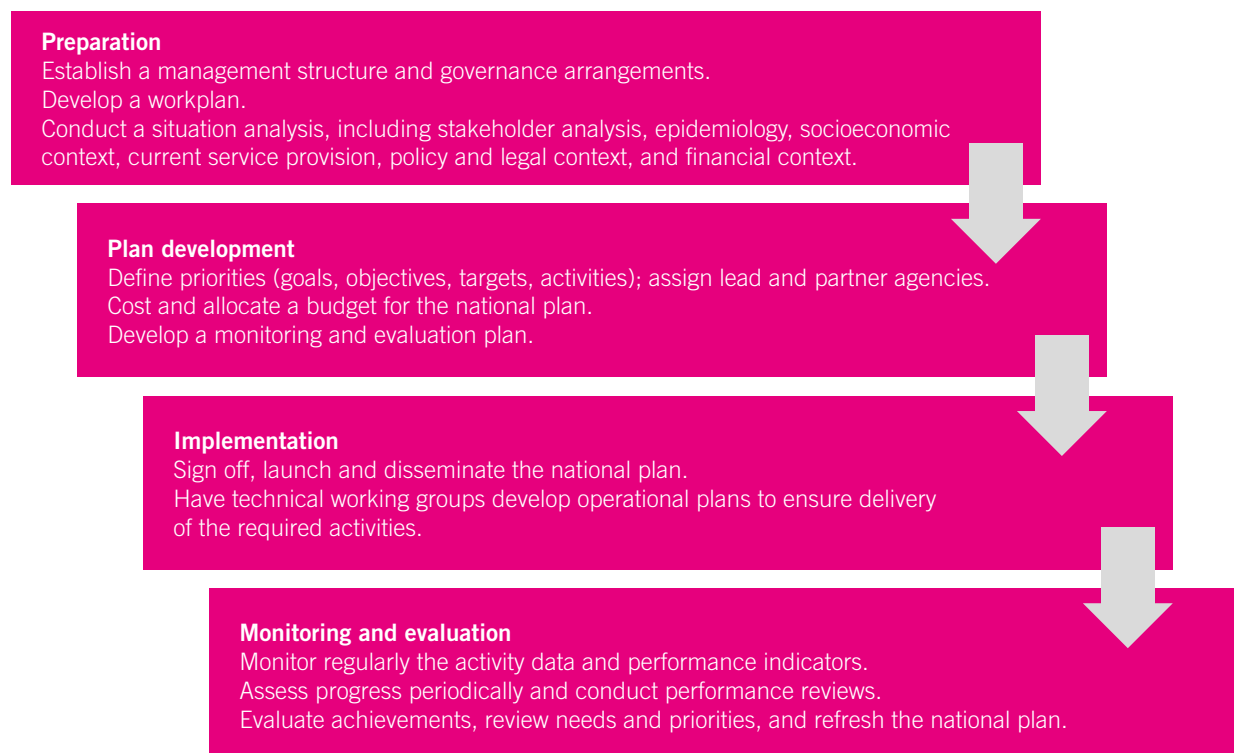 Preparation
Establish a management structure and governance arrangements.
Develop a workplan.
Conduct a situation analysis, including stakeholder analysis, epidemiology, socioeconomic
context, current service provision, policy and legal context, and financial context.
Plan development
Define priorities (goals, objectives, targets, activities); assign lead and partner agencies.
Cost and allocate a budget for the national plan.
Develop a monitoring and evaluation plan.
Implementation
Sign off, launch and disseminate the national plan.
Have technical working groups develop operational plans to ensure delivery
of the required activities.
Monitoring and evaluation
Monitor regularly the activity data and performance indicators.
Assess progress periodically and conduct performance reviews.
Evaluate achievements, review needs and priorities, and refresh the national plan.